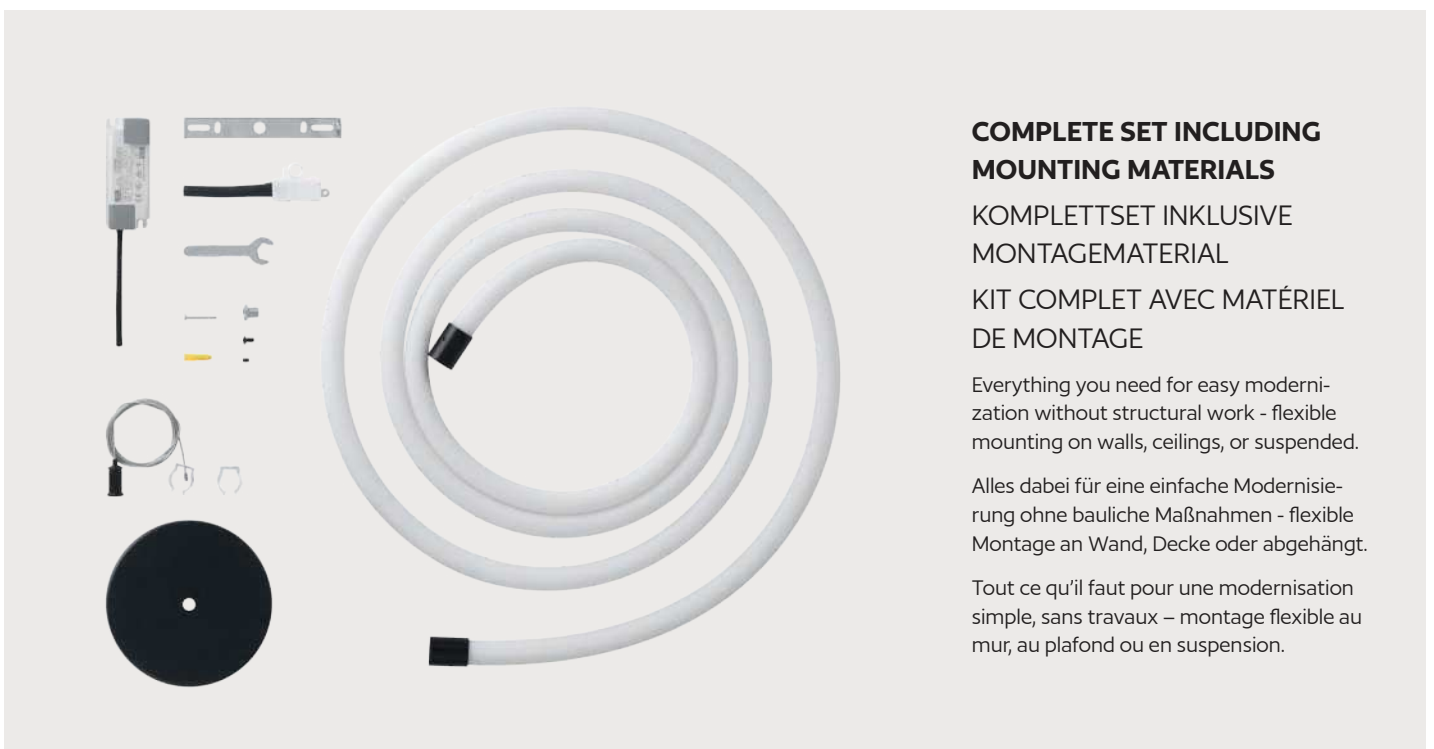 COMPLETE SET INCLUDING
MOUNTING MATERIALS
KOMPLETTSET INKLUSIVE
MONTAGEMATERIAL
KIT COMPLET AVEC MATÉRIEL
DE MONTAGE
Everything you need for easy moderni-
zation without structural work - flexible
mounting on walls, ceilings, or suspended.
Alles dabei für eine einfache Modernisie-
rung ohne bauliche Maßnahmen - flexible
Montage an Wand, Decke oder abgehängt.
Tout ce qu'il faut pour une modernisation
simple, sans travaux – montage flexible au
mur, au plafond ou en suspension.